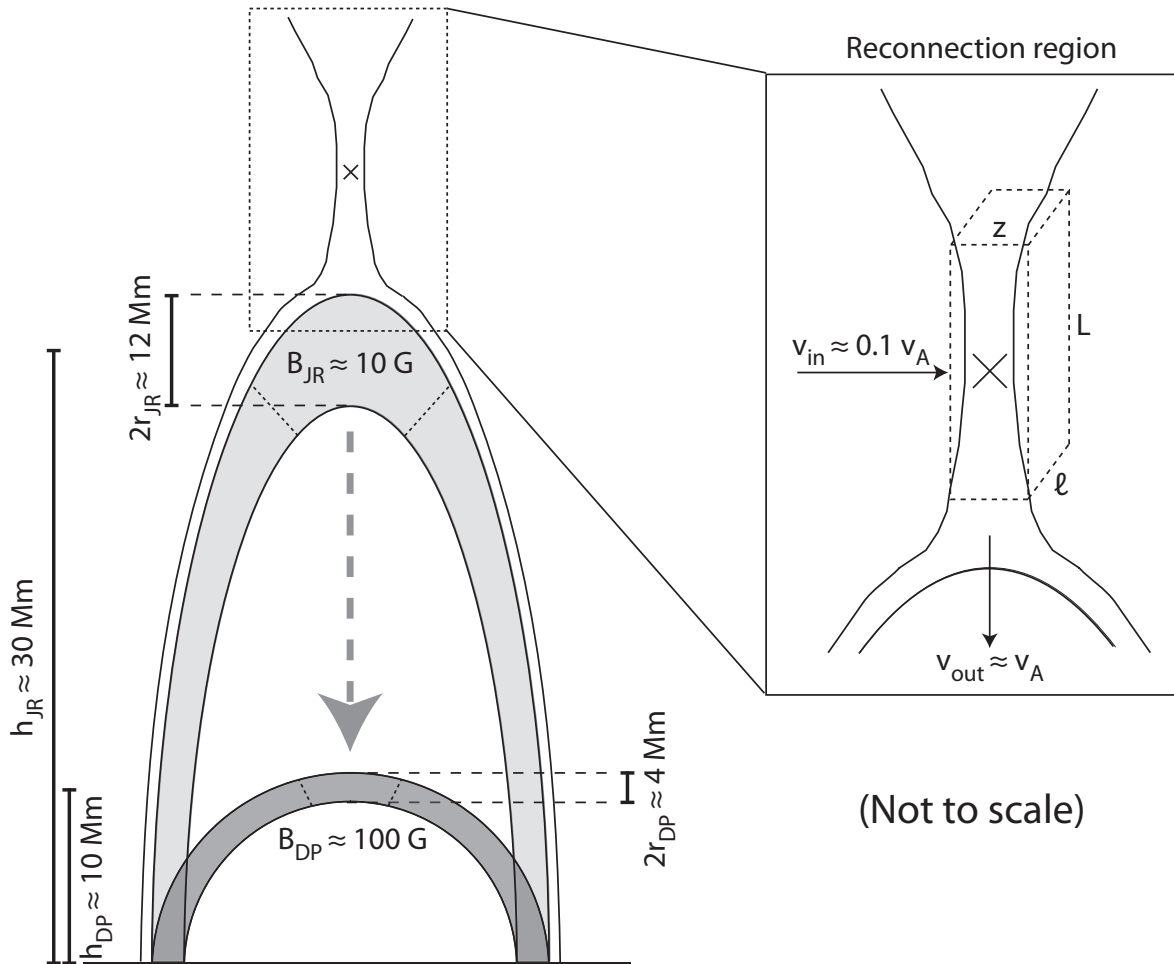 Reconnection region
z
L
v_in ≈ 0.1 v_A
ℓ
v_out ≈ v_A
2r_JR ≈ 12 Mm
B_JR ≈ 10 G
h_JR ≈ 30 Mm
h_DP ≈ 10 Mm
B_DP ≈ 100 G
2r_DP ≈ 4 Mm
(Not to scale)